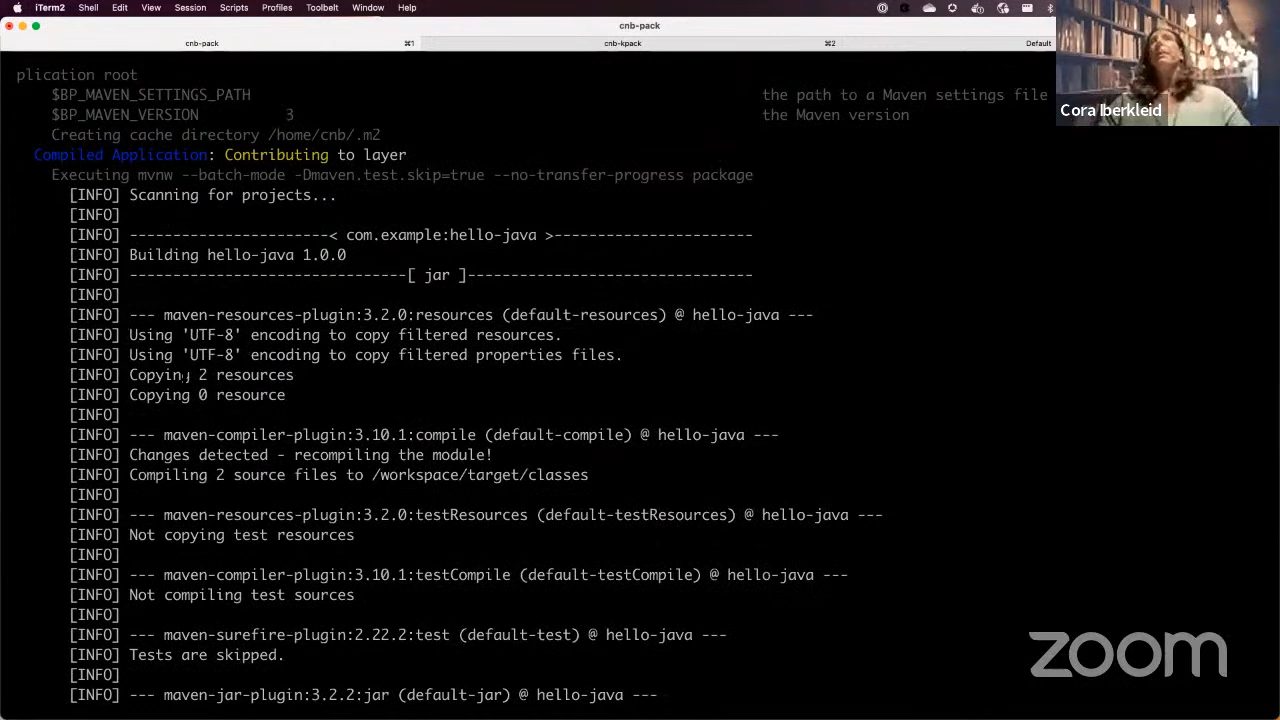 iTerm2 Shell Edit View Session Scripts Profiles Toolbelt Window Help
cnb-pack
cnb-pack ⌘1 cnb-kpack ⌘2 Default
plication root
$BP_MAVEN_SETTINGS_PATH the path to a Maven settings file
$BP_MAVEN_VERSION 3 the Maven version
Creating cache directory /home/cnb/.m2
Compiled Application: Contributing to layer
Executing mvnw --batch-mode -Dmaven.test.skip=true --no-transfer-progress package
[INFO] Scanning for projects...
[INFO]
[INFO] -----------------------< com.example:hello-java >-----------------------
[INFO] Building hello-java 1.0.0
[INFO] --------------------------------[ jar ]---------------------------------
[INFO]
[INFO] --- maven-resources-plugin:3.2.0:resources (default-resources) @ hello-java ---
[INFO] Using 'UTF-8' encoding to copy filtered resources.
[INFO] Using 'UTF-8' encoding to copy filtered properties files.
[INFO] Copying 2 resources
[INFO] Copying 0 resource
[INFO]
[INFO] --- maven-compiler-plugin:3.10.1:compile (default-compile) @ hello-java ---
[INFO] Changes detected - recompiling the module!
[INFO] Compiling 2 source files to /workspace/target/classes
[INFO]
[INFO] --- maven-resources-plugin:3.2.0:testResources (default-testResources) @ hello-java ---
[INFO] Not copying test resources
[INFO]
[INFO] --- maven-compiler-plugin:3.10.1:testCompile (default-testCompile) @ hello-java ---
[INFO] Not compiling test sources
[INFO]
[INFO] --- maven-surefire-plugin:2.22.2:test (default-test) @ hello-java ---
[INFO] Tests are skipped.
[INFO]
[INFO] --- maven-jar-plugin:3.2.2:jar (default-jar) @ hello-java ---
Cora Iberkleid
zoom